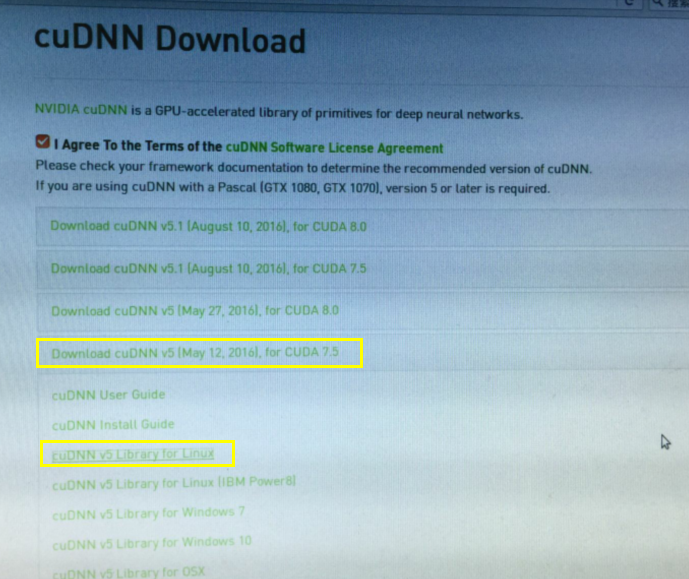 cuDNN Download
NVIDIA cuDNN is a GPU-accelerated library of primitives for deep neural networks.
I Agree To the Terms of the cuDNN Software License Agreement
Please check your framework documentation to determine the recommended version of cuDNN.
If you are using cuDNN with a Pascal (GTX 1080, GTX 1070), version 5 or later is required.
Download cuDNN v5.1 (August 10, 2016), for CUDA 8.0
Download cuDNN v5.1 (August 10, 2016), for CUDA 7.5
Download cuDNN v5 (May 27, 2016), for CUDA 8.0
Download cuDNN v5 (May 12, 2016), for CUDA 7.5
cuDNN User Guide
cuDNN Install Guide
cuDNN v5 Library for Linux
cuDNN v5 Library for Linux (IBM Power8)
cuDNN v5 Library for Windows 7
cuDNN v5 Library for Windows 10
cuDNN v5 Library for OSX